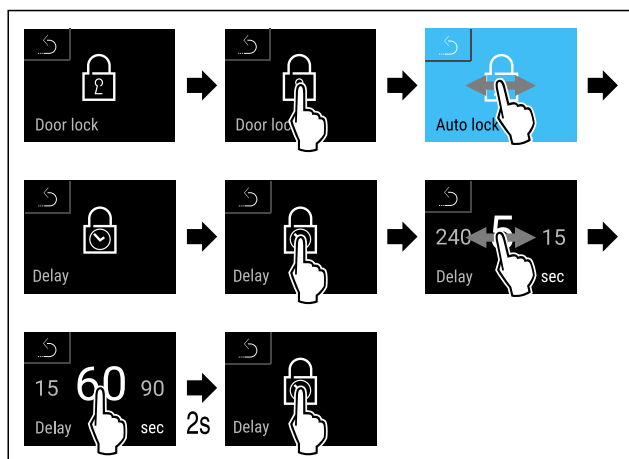 Door lock
Door loc
Auto lock
Delay
Delay
240 5 15
Delay sec
15 60 90
Delay sec
2s
Delay